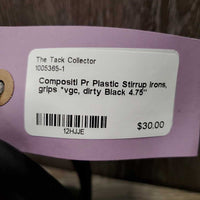 The Tack Collector
1005365-1
Compositi Pr Plastic Stirrup Irons,
grips *vgc, dirty Black 4.75"
$30.00
12HJJE